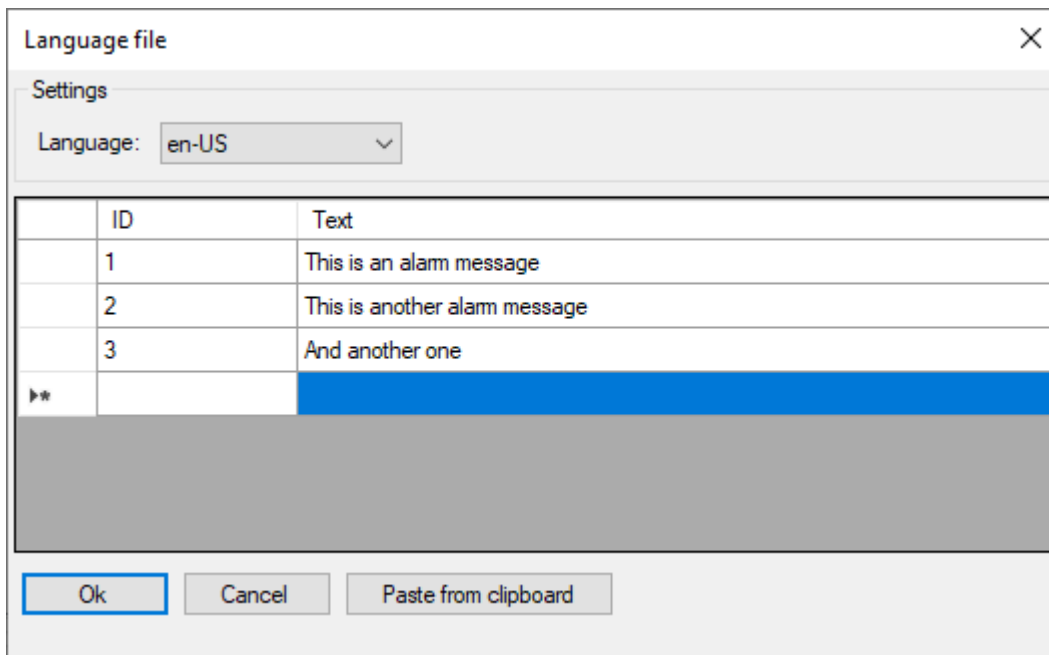 Language file
Settings
Language: en-US
ID Text
1 This is an alarm message
2 This is another alarm message
3 And another one
Ok Cancel Paste from clipboard